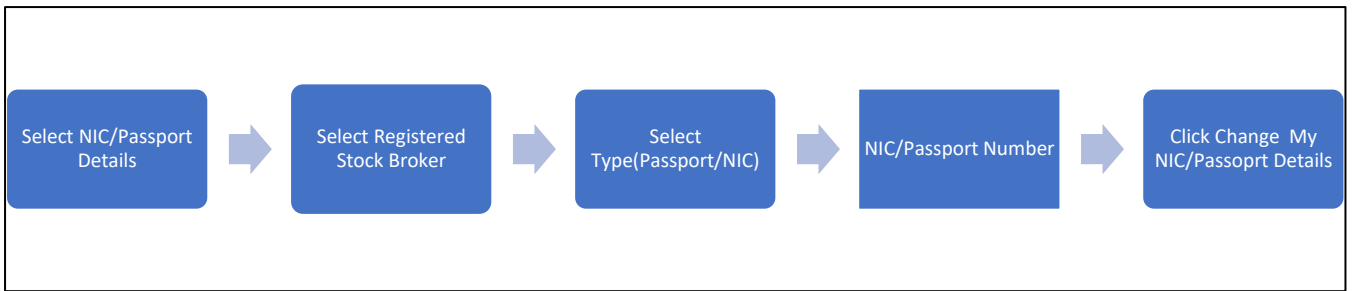 Select NIC/Passport
Details
Select Registered
Stock Broker
Select
Type(Passport/NIC)
NIC/Passport Number
Click Change  My
NIC/Passoprt Details